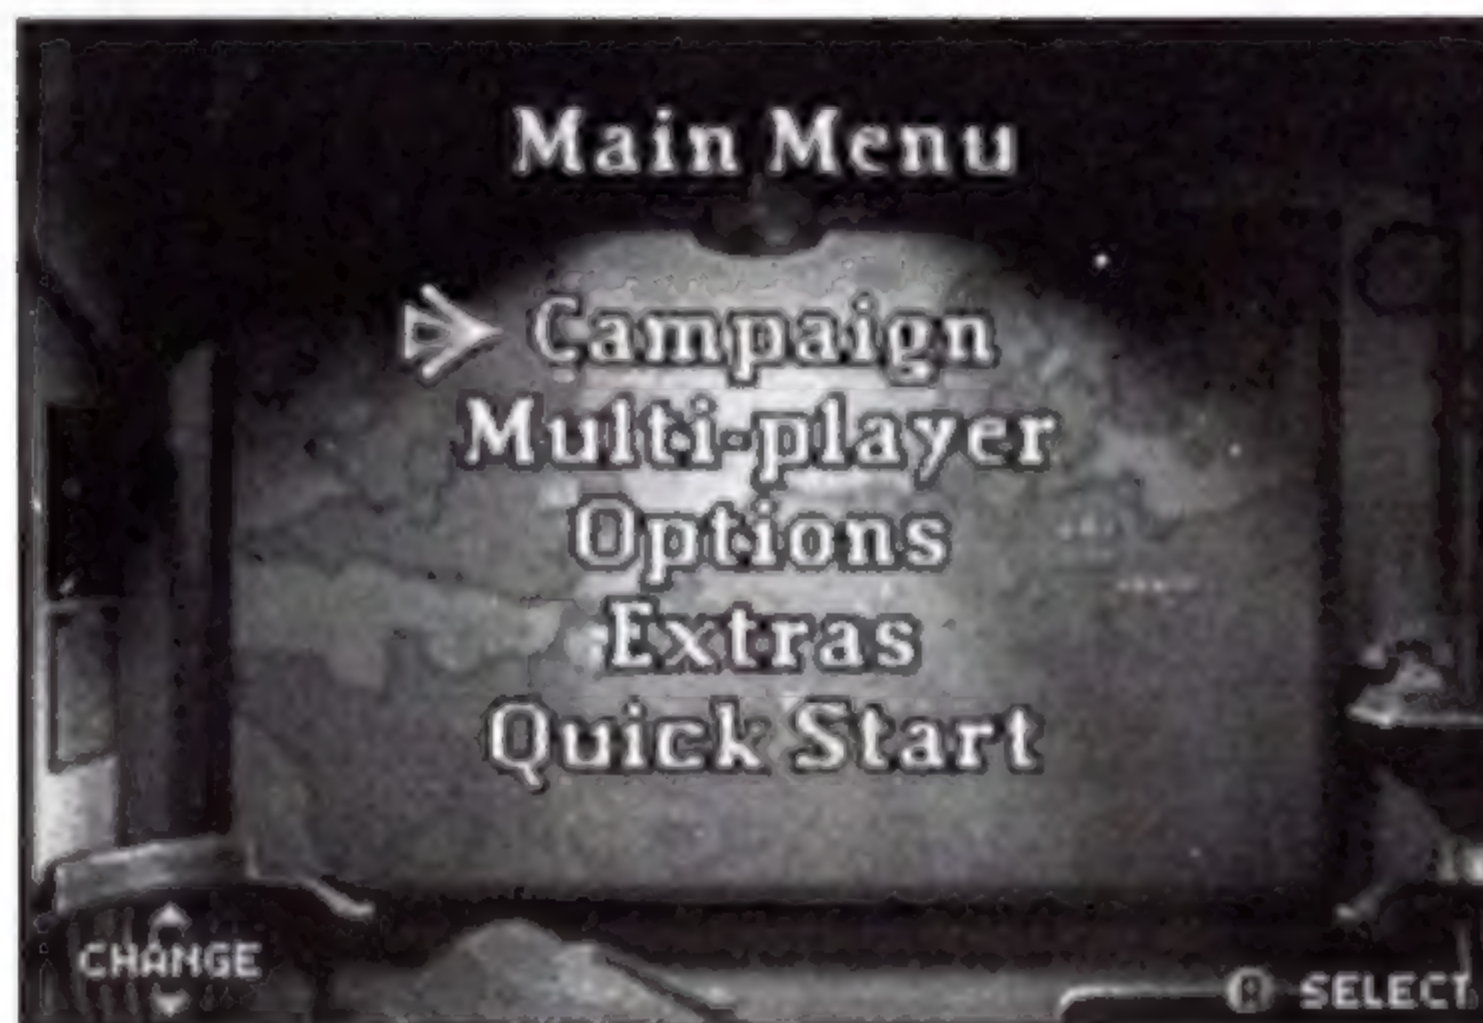 Main Menu
Campaign
Multi-player
Options
Extras
Quick Start
CHANGE
A SELECT